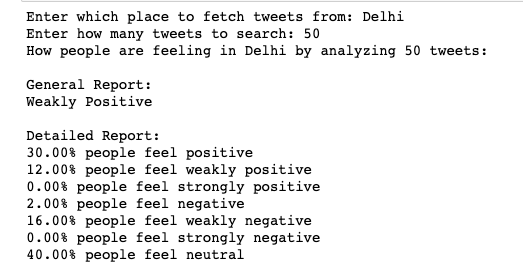 Enter which place to fetch tweets from: Delhi
Enter how many tweets to search: 50
How people are feeling in Delhi by analyzing 50 tweets:
General Report:
Weakly Positive
Detailed Report:
30.00% people feel positive
12.00% people feel weakly positive
0.00% people feel strongly positive
2.00% people feel negative
16.00% people feel weakly negative
0.00% people feel strongly negative
40.00% people feel neutral